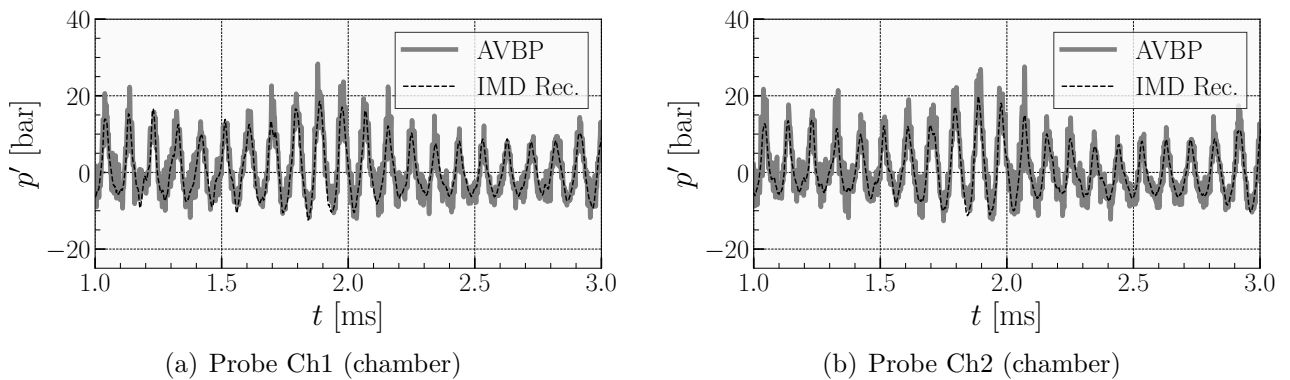 40
20
0
−20
p′ [bar]
1.0 1.5 2.0 2.5 3.0
t [ms]
AVBP
IMD Rec.
(a) Probe Ch1 (chamber)
40
20
0
−20
p′ [bar]
1.0 1.5 2.0 2.5 3.0
t [ms]
AVBP
IMD Rec.
(b) Probe Ch2 (chamber)